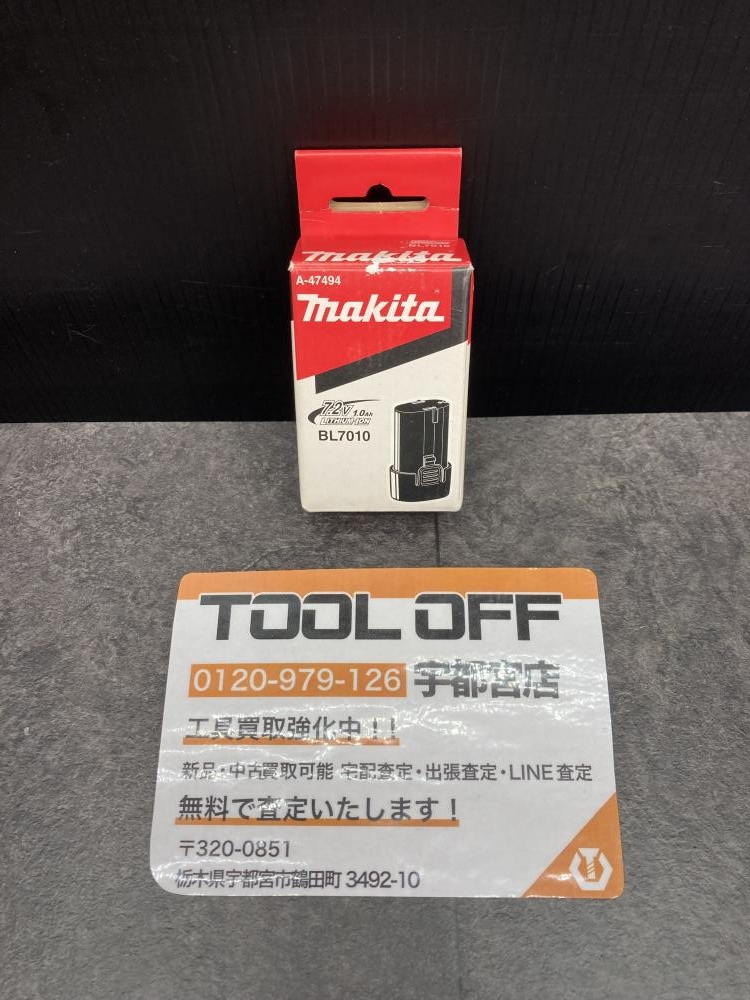 BL7010
makita
A-47494
makita
7.2V 1.0Ah
LITHIUM-ION
BL7010
TOOL OFF
0120-979-126 宇都宮店
工具買取強化中！！
新品・中古買取可能 宅配査定・出張査定・LINE査定
無料で査定いたします！
〒320-0851
栃木県宇都宮市鶴田町 3492-10